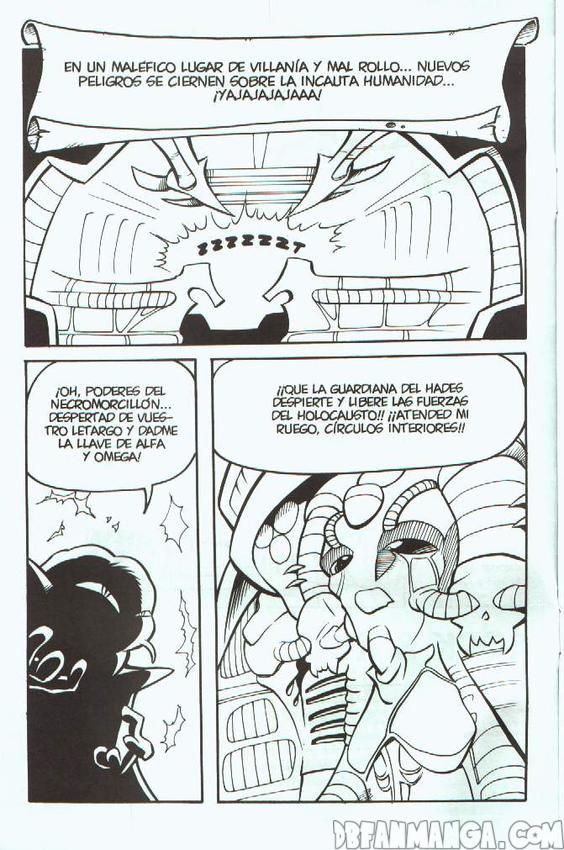 EN UN MALÉFICO LUGAR DE VILLANÍA Y MAL ROLLO... NUEVOS
PELIGROS SE CIERNEN SOBRE LA INCAUTA HUMANIDAD...
¡YAJAJAJAJAAA!
ZZZZZZT
¡OH, PODERES DEL
NECROMORCILLÓN...
DESPERTAD DE VUES-
TRO LETARGO Y DADME
LA LLAVE DE ALFA
Y OMEGA!
¡¡QUE LA GUARDIANA DEL HADES
DESPIERTE Y LIBERE LAS FUERZAS
DEL HOLOCAUSTO!! ¡¡ATENDED MI
RUEGO, CÍRCULOS INTERIORES!!
DBFANMANGA.COM